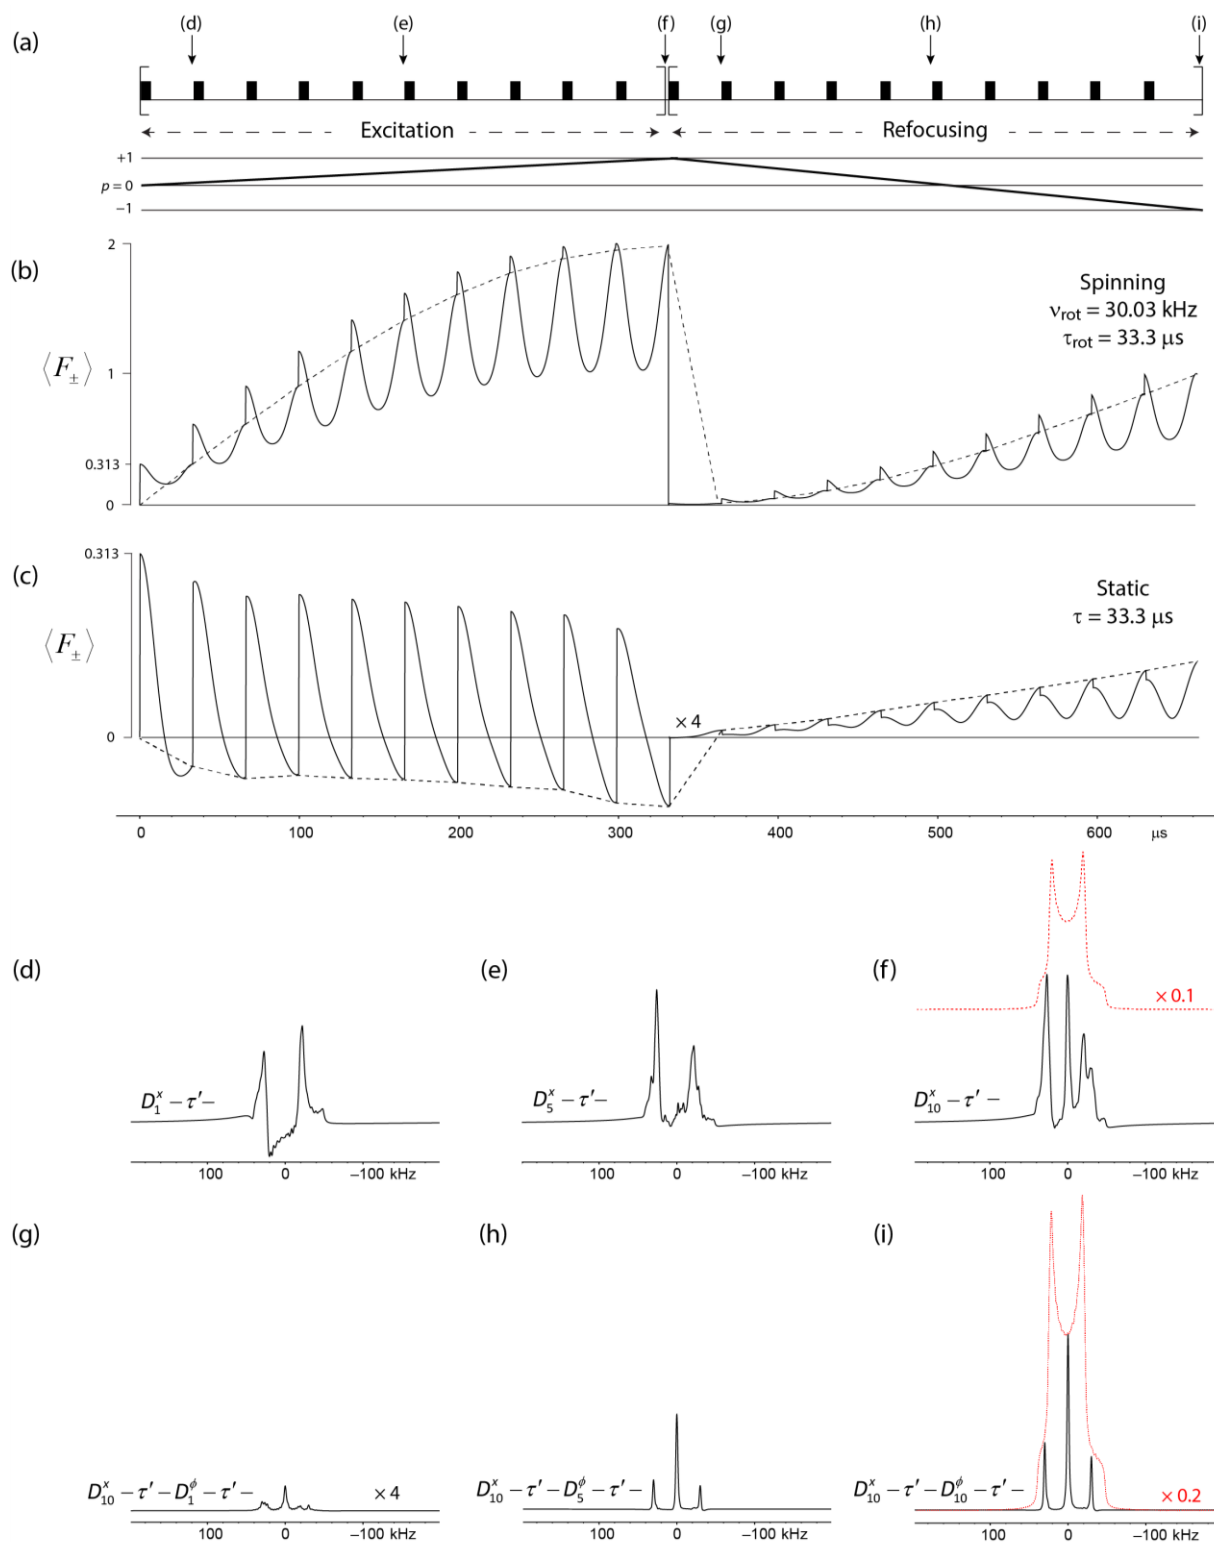 (d) (e) (f) (g) (h) (i)
(a)
Excitation Refocusing
+1
p = 0
−1
(b)
2
Spinning
νrot = 30.03 kHz
τrot = 33.3 μs
⟨F±⟩
1
0.313
0
(c)
0.313
Static
τ = 33.3 μs
⟨F±⟩
× 4
0
0 100 200 300 400 500 600 μs
(d) (e) (f)
× 0.1
D₁ˣ − τ′ − D₅ˣ − τ′ − D₁₀ˣ − τ′ −
100 0 −100 kHz 100 0 −100 kHz 100 0 −100 kHz
(g) (h) (i)
D₁₀ˣ − τ′ − D₁ᶲ − τ′ − × 4 D₁₀ˣ − τ′ − D₅ᶲ − τ′ − D₁₀ˣ − τ′ − D₁₀ᶲ − τ′ − × 0.2
100 0 −100 kHz 100 0 −100 kHz 100 0 −100 kHz